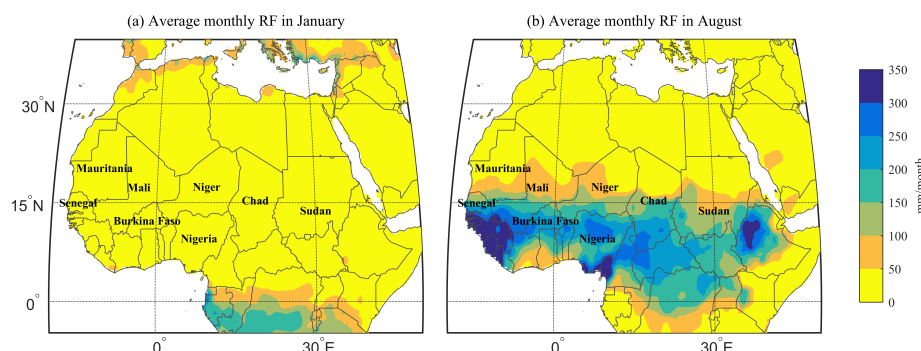 (a) Average monthly RF in January
(b) Average monthly RF in August
30°N
15°N
0°
0°
30°E
Mauritania
Mali
Niger
Senegal
Chad
Sudan
Burkina Faso
Nigeria
Mauritania
Mali
Niger
Senegal
Chad
Sudan
Burkina Faso
Nigeria
0°
30°E
350
300
250
200
150
100
50
0
mm/month